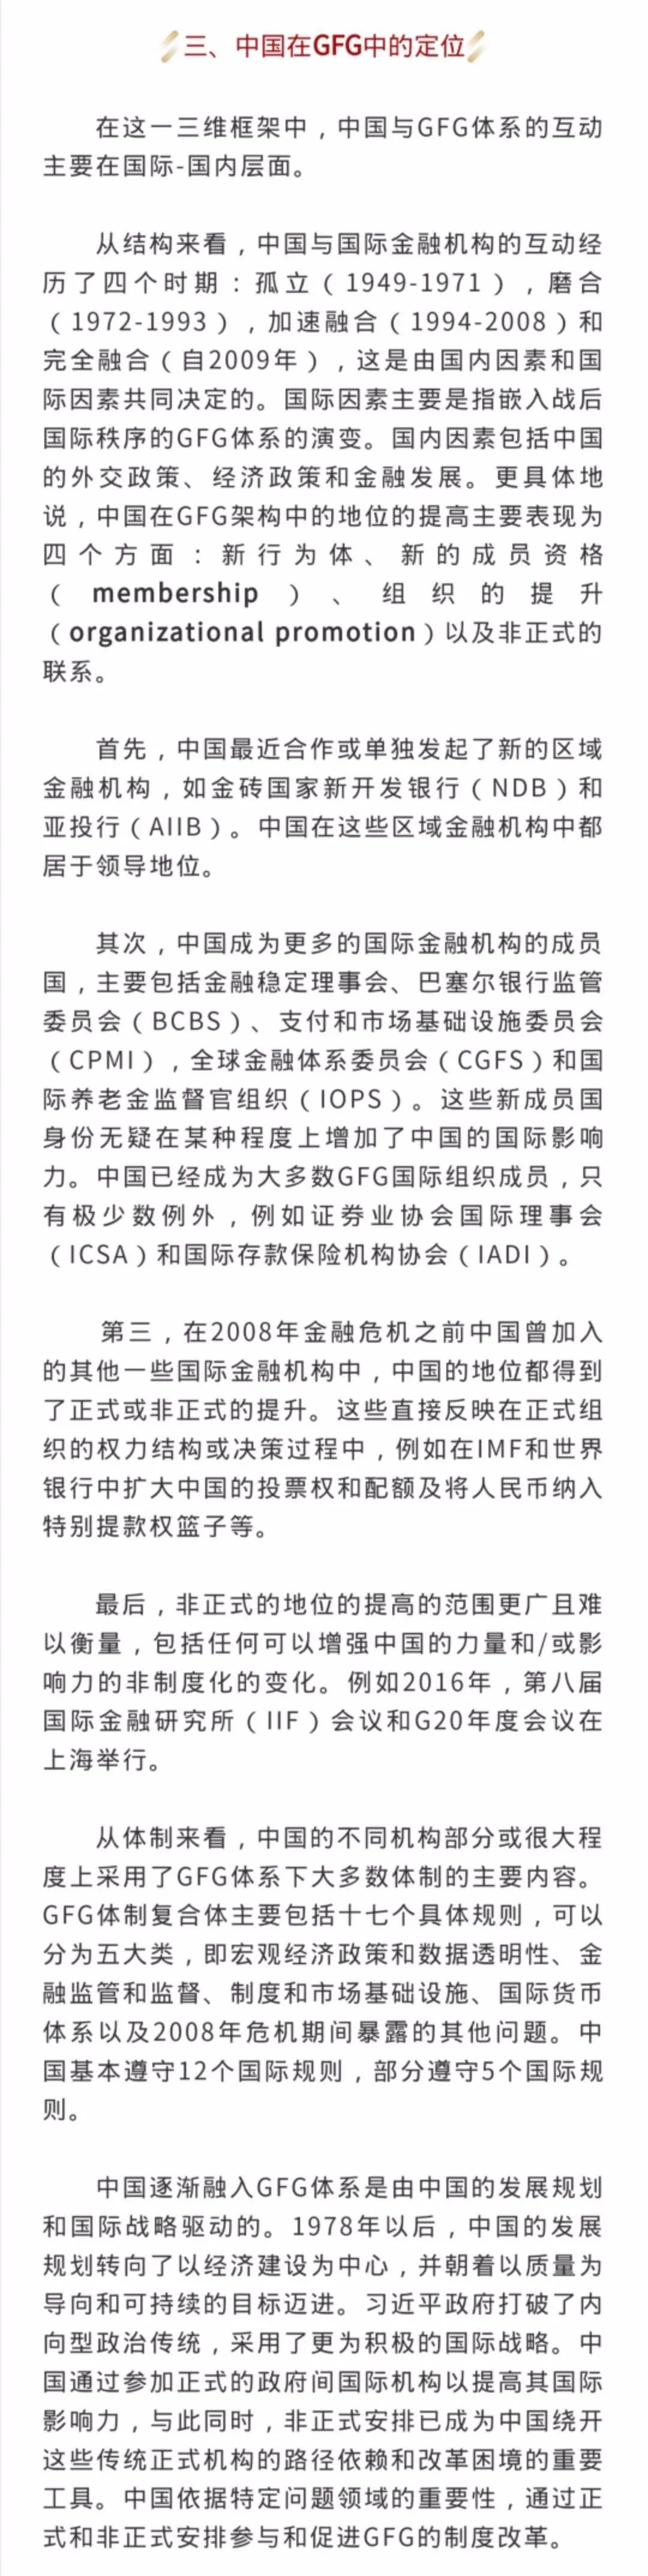 三、中国在GFG中的定位
在这一三维框架中，中国与GFG体系的互动
主要在国际-国内层面。
从结构来看，中国与国际金融机构的互动经
历了四个时期：孤立（1949-1971），磨合
（1972-1993），加速融合（1994-2008）和
完全融合（自2009年），这是由国内因素和国
际因素共同决定的。国际因素主要是指嵌入战后
国际秩序的GFG体系的演变。国内因素包括中国
的外交政策、经济政策和金融发展。更具体地
说，中国在GFG架构中的地位的提高主要表现为
四个方面：新行为体、新的成员资格
（membership）、组织的提升
（organizational promotion）以及非正式的
联系。
首先，中国最近合作或单独发起了新的区域
金融机构，如金砖国家新开发银行（NDB）和
亚投行（AIIB）。中国在这些区域金融机构中都
居于领导地位。
其次，中国成为更多的国际金融机构的成员
国，主要包括金融稳定理事会、巴塞尔银行监管
委员会（BCBS）、支付和市场基础设施委员会
（CPMI），全球金融体系委员会（CGFS）和国
际养老金监督官组织（IOPS）。这些新成员国
身份无疑在某种程度上增加了中国的国际影响
力。中国已经成为大多数GFG国际组织成员，只
有极少数例外，例如证券业协会国际理事会
（ICSA）和国际存款保险机构协会（IADI）。
第三，在2008年金融危机之前中国曾加入
的其他一些国际金融机构中，中国的地位都得到
了正式或非正式的提升。这些直接反映在正式组
织的权力结构或决策过程中，例如在IMF和世界
银行中扩大中国的投票权和配额及将人民币纳入
特别提款权篮子等。
最后，非正式的地位的提高的范围更广且难
以衡量，包括任何可以增强中国的力量和/或影
响力的非制度化的变化。例如2016年，第八届
国际金融研究所（IIF）会议和G20年度会议在
上海举行。
从体制来看，中国的不同机构部分或很大程
度上采用了GFG体系下大多数体制的主要内容。
GFG体制复合体主要包括十七个具体规则，可以
分为五大类，即宏观经济政策和数据透明性、金
融监管和监督、制度和市场基础设施、国际货币
体系以及2008年危机期间暴露的其他问题。中
国基本遵守12个国际规则，部分遵守5个国际规
则。
中国逐渐融入GFG体系是由中国的发展规划
和国际战略驱动的。1978年以后，中国的发展
规划转向了以经济建设为中心，并朝着以质量为
导向和可持续的目标迈进。习近平政府打破了内
向型政治传统，采用了更为积极的国际战略。中
国通过参加正式的政府间国际机构以提高其国际
影响力，与此同时，非正式安排已成为中国绕开
这些传统正式机构的路径依赖和改革困境的重要
工具。中国依据特定问题领域的重要性，通过正
式和非正式安排参与和促进GFG的制度改革。